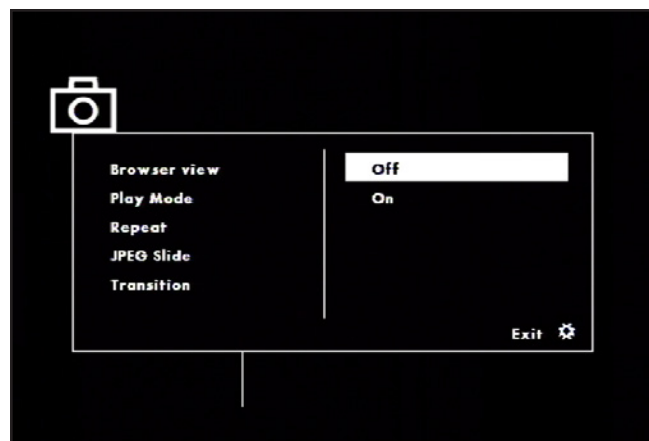 Browser view
Play Mode
Repeat
JPEG Slide
Transition
Off
On
Exit